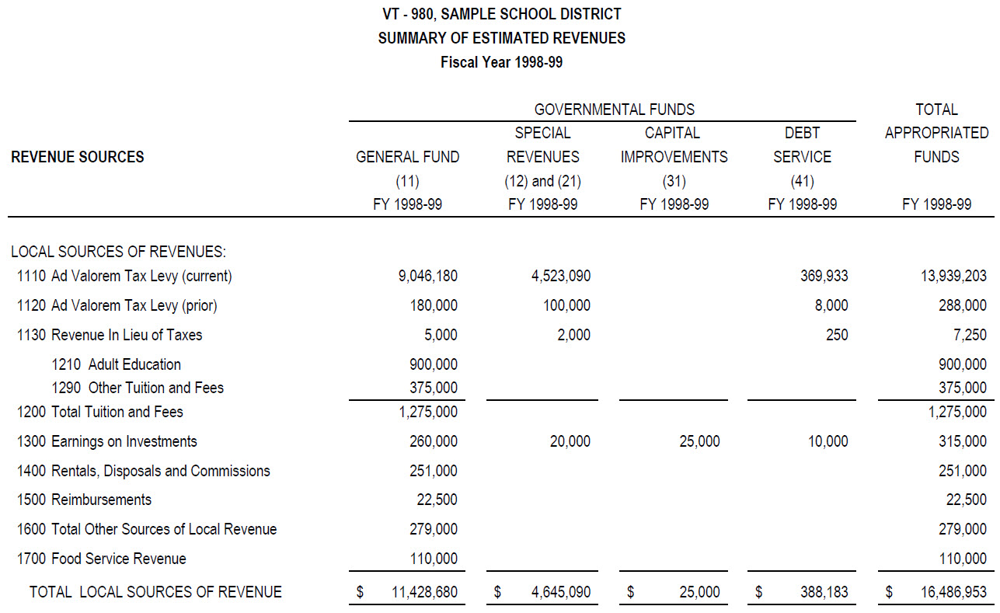 VT - 980, SAMPLE SCHOOL DISTRICT
SUMMARY OF ESTIMATED REVENUES
Fiscal Year 1998-99
GOVERNMENTAL FUNDS TOTAL
SPECIAL CAPITAL DEBT APPROPRIATED
REVENUE SOURCES GENERAL FUND REVENUES IMPROVEMENTS SERVICE FUNDS
(11) (12) and (21) (31) (41)
FY 1998-99 FY 1998-99 FY 1998-99 FY 1998-99 FY 1998-99
LOCAL SOURCES OF REVENUES:
1110 Ad Valorem Tax Levy (current) 9,046,180 4,523,090 369,933 13,939,203
1120 Ad Valorem Tax Levy (prior) 180,000 100,000 8,000 288,000
1130 Revenue In Lieu of Taxes 5,000 2,000 250 7,250
1210 Adult Education 900,000 900,000
1290 Other Tuition and Fees 375,000 375,000
1200 Total Tuition and Fees 1,275,000 1,275,000
1300 Earnings on Investments 260,000 20,000 25,000 10,000 315,000
1400 Rentals, Disposals and Commissions 251,000 251,000
1500 Reimbursements 22,500 22,500
1600 Total Other Sources of Local Revenue 279,000 279,000
1700 Food Service Revenue 110,000 110,000
TOTAL LOCAL SOURCES OF REVENUE $ 11,428,680 $ 4,645,090 $ 25,000 $ 388,183 $ 16,486,953